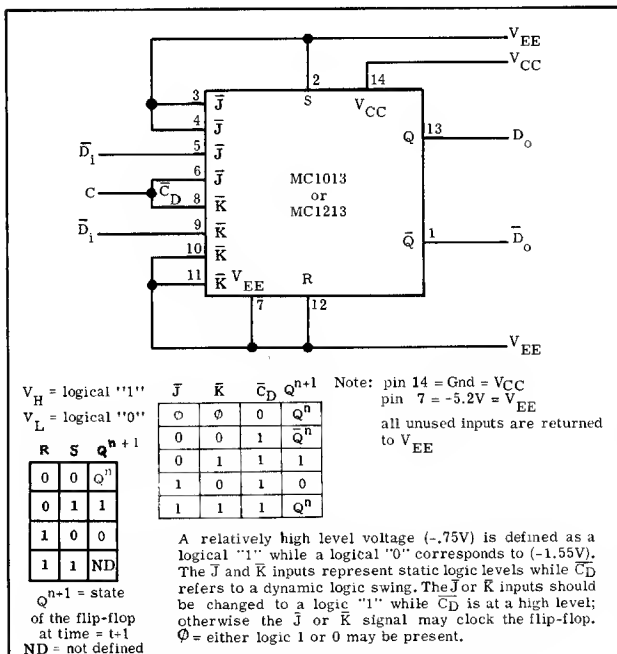 V_EE
V_CC
2 14
S V_CC
3 J̄
4 J̄
D̄_i 5 J̄
6 J̄
C C̄_D
8 K̄
D̄_i 9 K̄
10 K̄
11 K̄
Q 13 D_o
MC1013
or
MC1213
Q̄ 1 D̄_o
V_EE R
7 12
V_EE
V_H = logical "1"
V_L = logical "0"
R S Q^n+1
0 0 Q^n
0 1 1
1 0 0
1 1 ND
Q^n+1 = state
of the flip-flop
at time = t+1
ND = not defined
J̄ K̄ C̄_D Q^n+1
∅ ∅ 0 Q^n
0 0 1 Q̄^n
0 1 1 1
1 0 1 0
1 1 1 Q^n
Note: pin 14 = Gnd = V_CC
pin 7 = -5.2V = V_EE
all unused inputs are returned
to V_EE
A relatively high level voltage (-.75V) is defined as a
logical "1" while a logical "0" corresponds to (-1.55V).
The J̄ and K̄ inputs represent static logic levels while C̄_D
refers to a dynamic logic swing. The J̄ or K̄ inputs should
be changed to a logic "1" while C̄_D is at a high level;
otherwise the J̄ or K̄ signal may clock the flip-flop.
∅ = either logic 1 or 0 may be present.